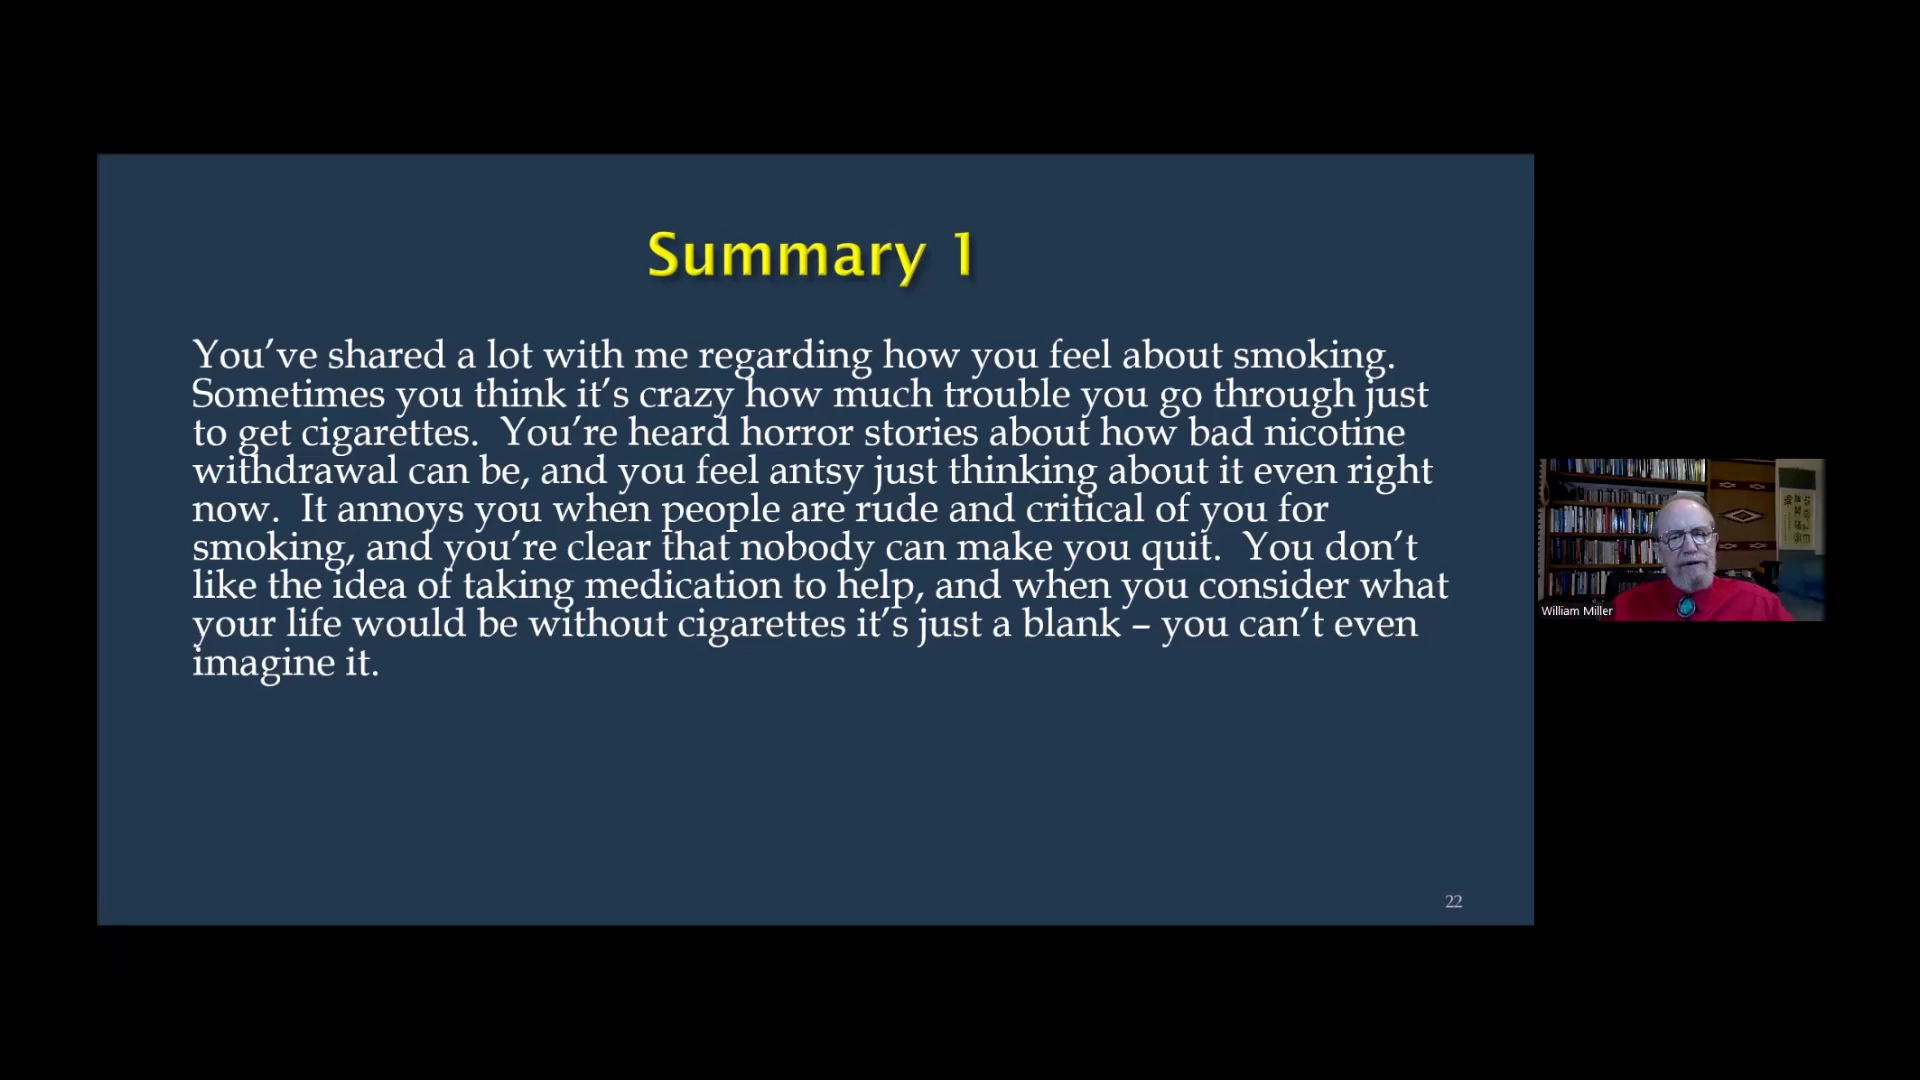 Summary 1
You’ve shared a lot with me regarding how you feel about smoking.
Sometimes you think it’s crazy how much trouble you go through just
to get cigarettes.  You’re heard horror stories about how bad nicotine
withdrawal can be, and you feel antsy just thinking about it even right
now.  It annoys you when people are rude and critical of you for
smoking, and you’re clear that nobody can make you quit.  You don’t
like the idea of taking medication to help, and when you consider what
your life would be without cigarettes it’s just a blank – you can’t even
imagine it.
22
William Miller